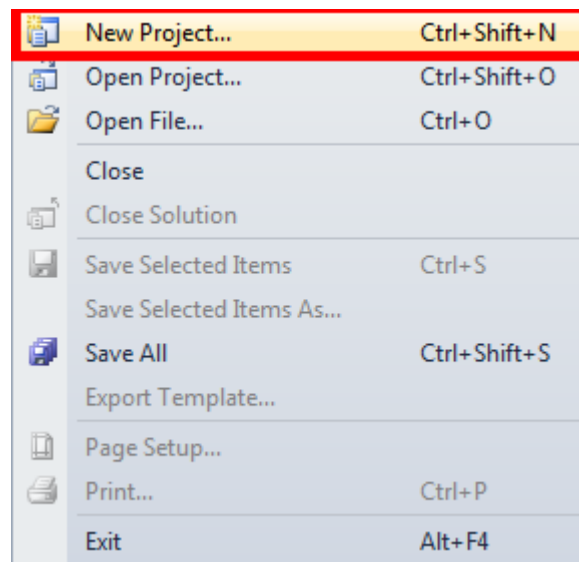 New Project... Ctrl+Shift+N
Open Project... Ctrl+Shift+O
Open File... Ctrl+O
Close
Close Solution
Save Selected Items Ctrl+S
Save Selected Items As...
Save All Ctrl+Shift+S
Export Template...
Page Setup...
Print... Ctrl+P
Exit Alt+F4